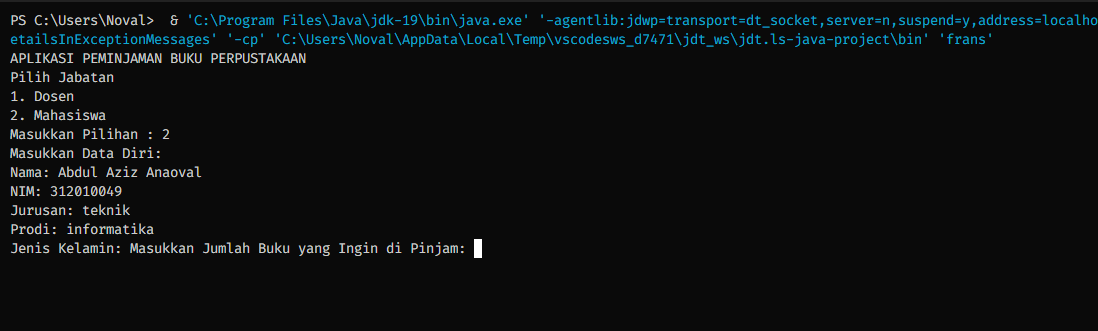 PS C:\Users\Noval>  & 'C:\Program Files\Java\jdk-19\bin\java.exe' '-agentlib:jdwp=transport=dt_socket,server=n,suspend=y,address=localho
etailsInExceptionMessages' '-cp' 'C:\Users\Noval\AppData\Local\Temp\vscodesws_d7471\jdt_ws\jdt.ls-java-project\bin' 'frans'
APLIKASI PEMINJAMAN BUKU PERPUSTAKAAN
Pilih Jabatan
1. Dosen
2. Mahasiswa
Masukkan Pilihan : 2
Masukkan Data Diri:
Nama: Abdul Aziz Anaoval
NIM: 312010049
Jurusan: teknik
Prodi: informatika
Jenis Kelamin: Masukkan Jumlah Buku yang Ingin di Pinjam: